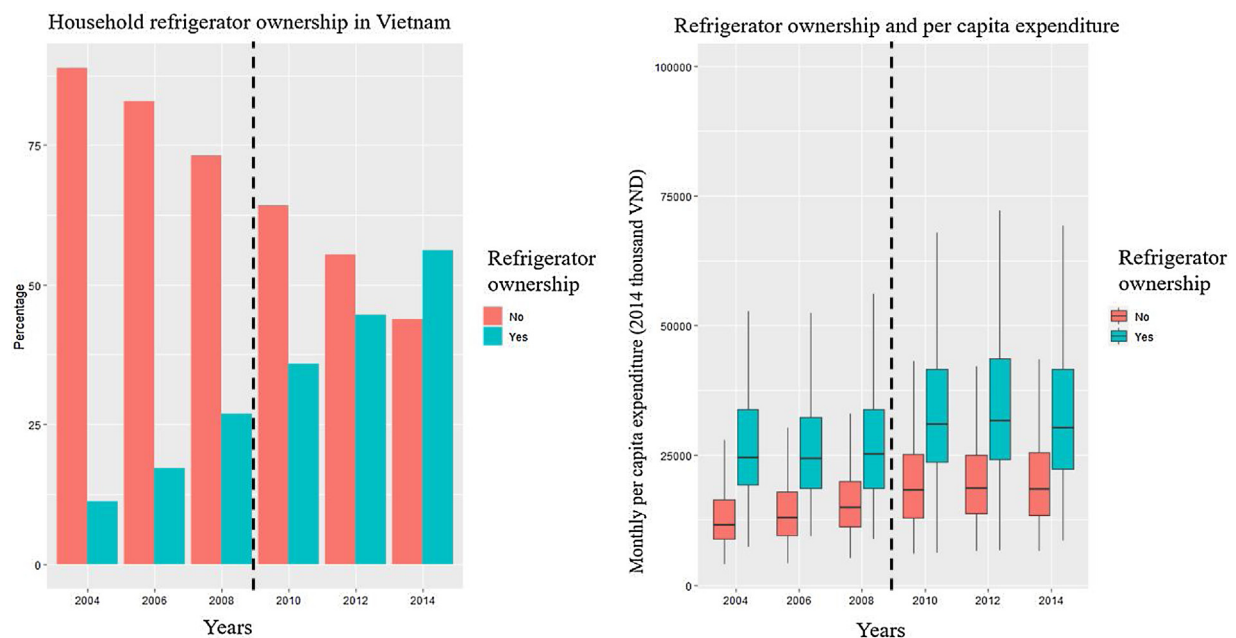 Household refrigerator ownership in Vietnam
Percentage
75
50
25
0
2004 2006 2008 2010 2012 2014
Years
Refrigerator
ownership
No
Yes
Refrigerator ownership and per capita expenditure
Monthly per capita expenditure (2014 thousand VND)
100000
75000
50000
25000
0
2004 2006 2008 2010 2012 2014
Years
Refrigerator
ownership
No
Yes